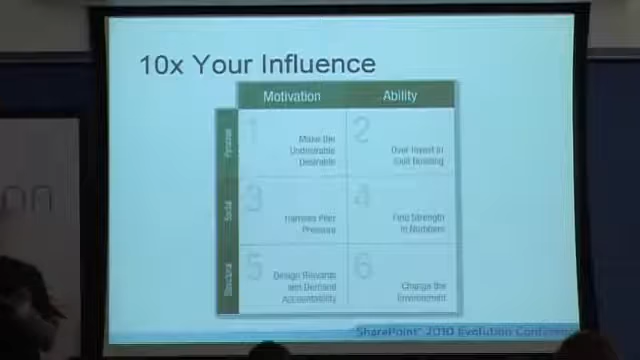 10x Your Influence
Motivation Ability
Personal
1
Make the
Undesirable
Desirable
2
Over Invest in
Skill Building
Social
3
Harness Peer
Pressure
4
Find Strength
in Numbers
Structural
5
Design Rewards
and Demand
Accountability
6
Change the
Environment
SharePoint 2010 Evolution Conference
on